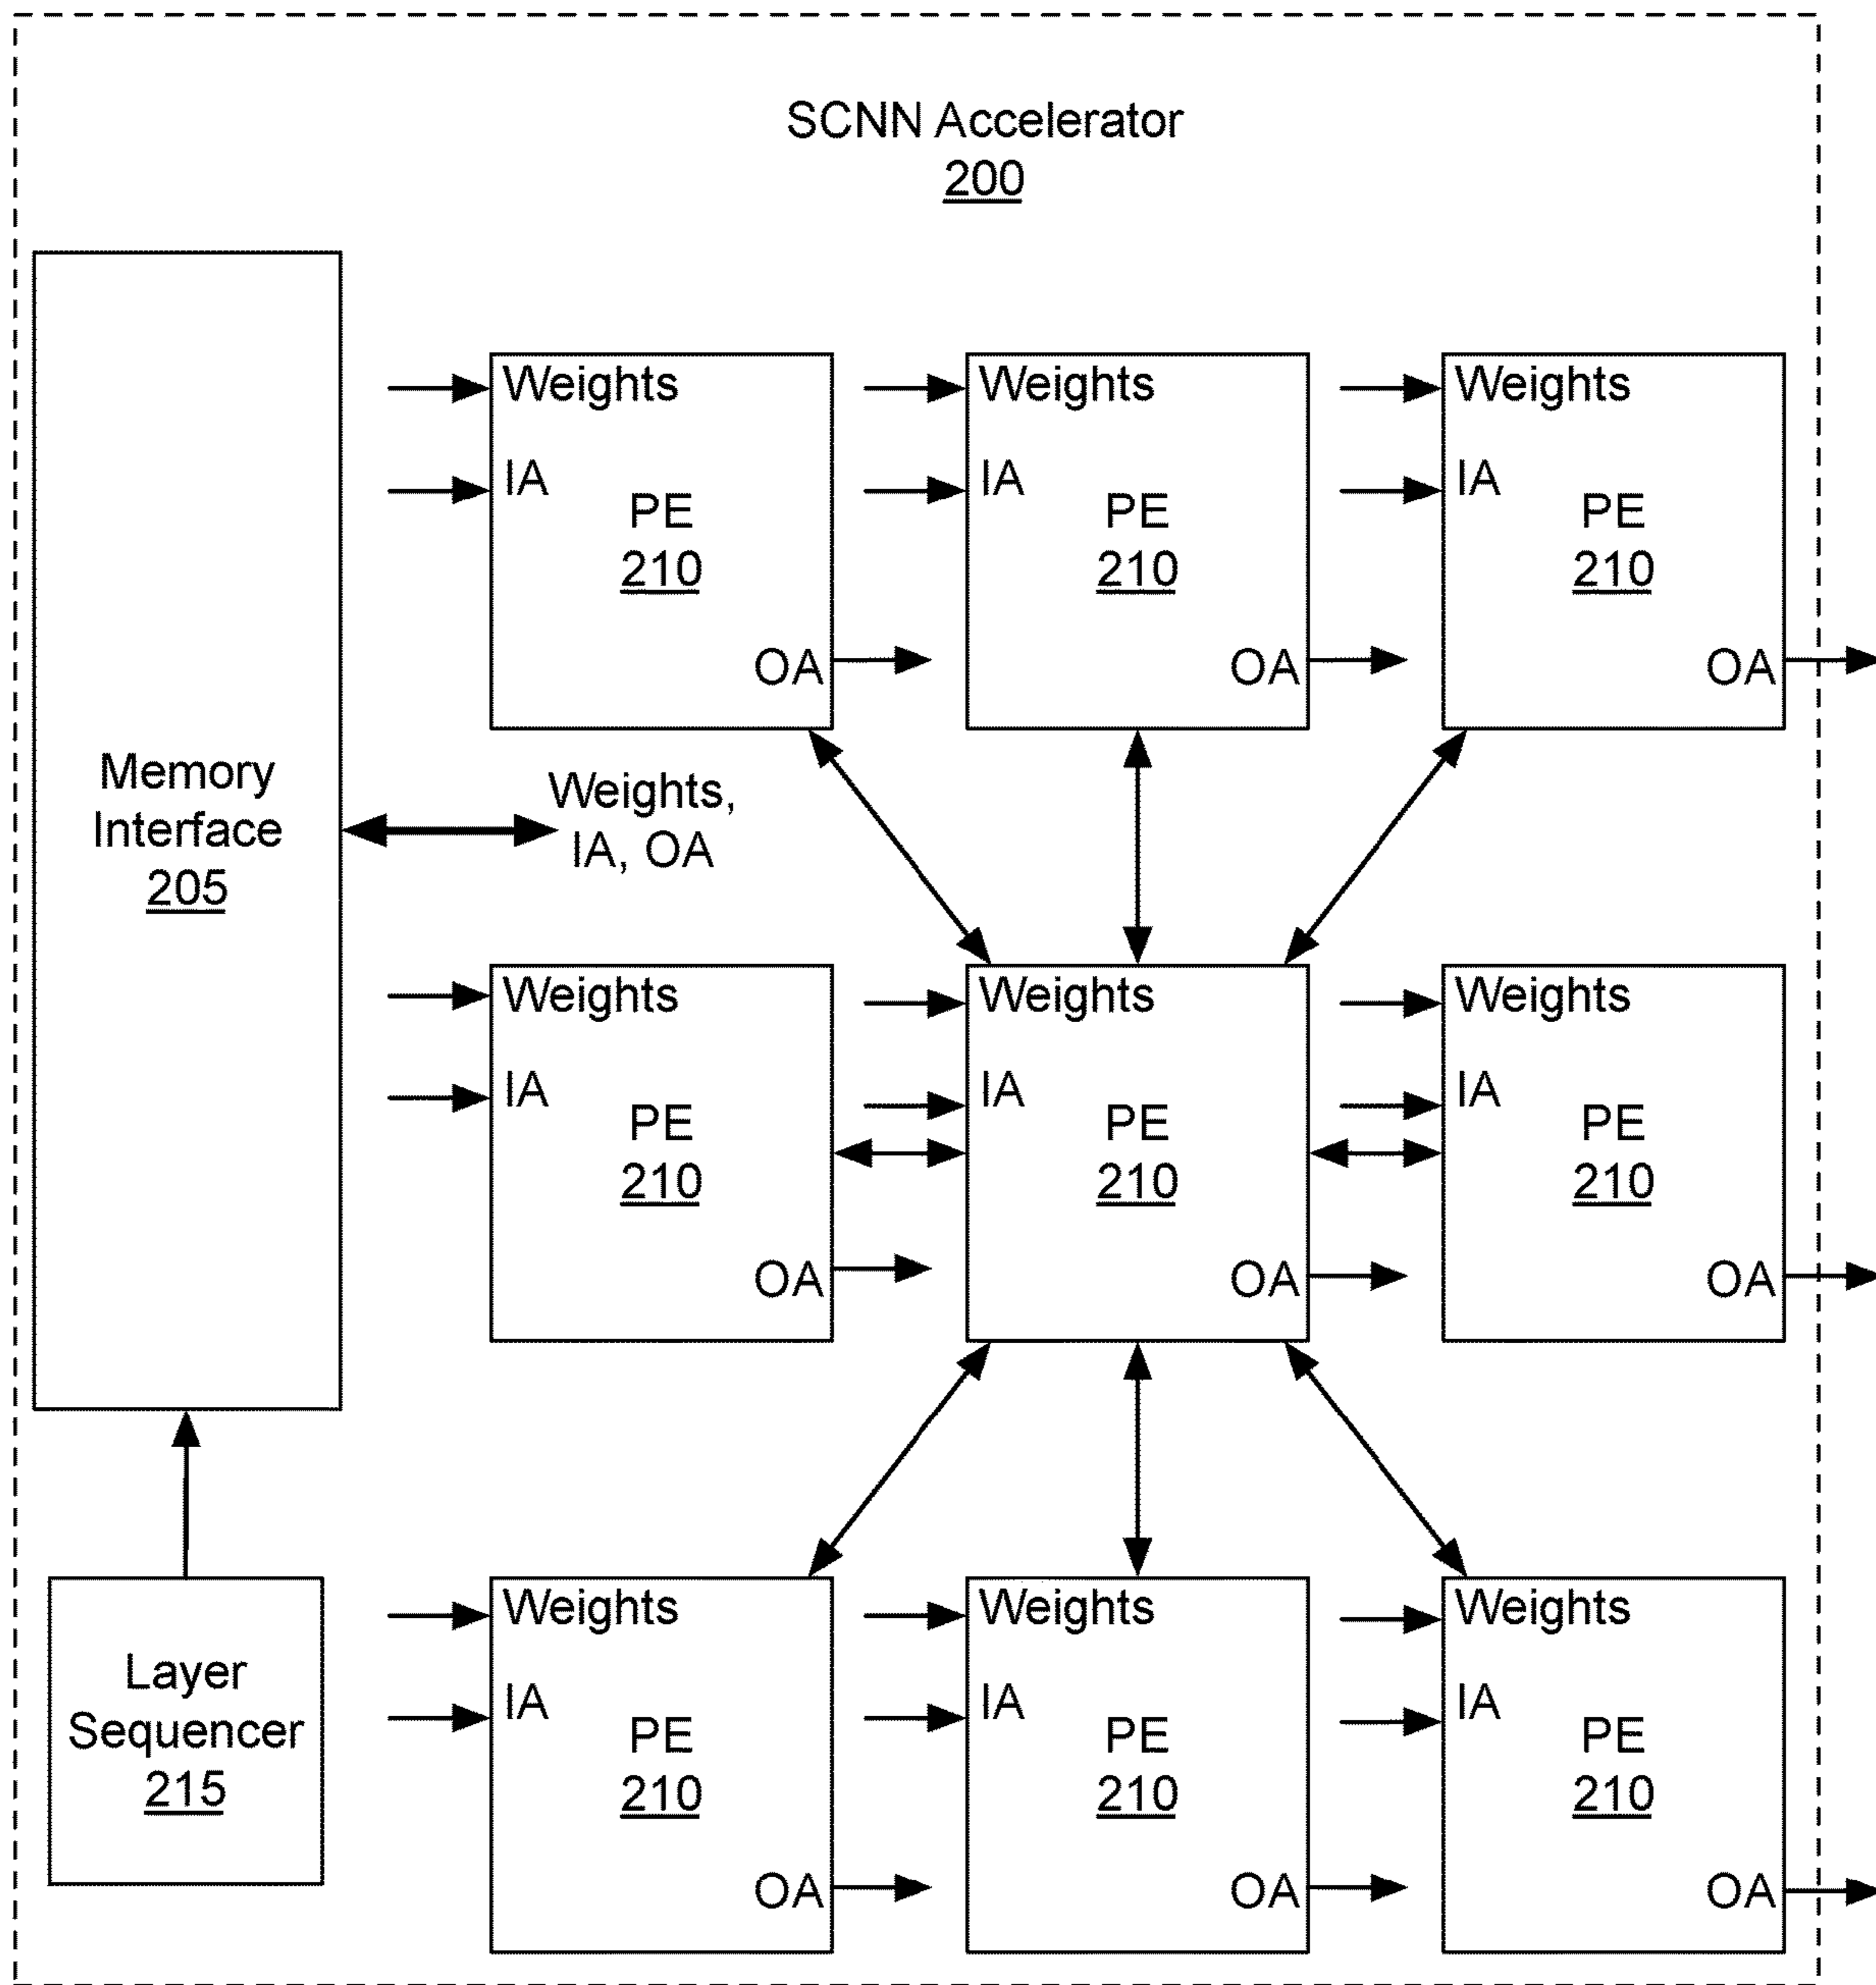 SCNN Accelerator
200
Weights
IA
PE
210
OA
Weights
IA
PE
210
OA
Weights
IA
PE
210
OA
Memory
Interface
205
Weights,
IA, OA
Weights
IA
PE
210
OA
Weights
IA
PE
210
OA
Weights
IA
PE
210
OA
Layer
Sequencer
215
Weights
IA
PE
210
OA
Weights
IA
PE
210
OA
Weights
IA
PE
210
OA